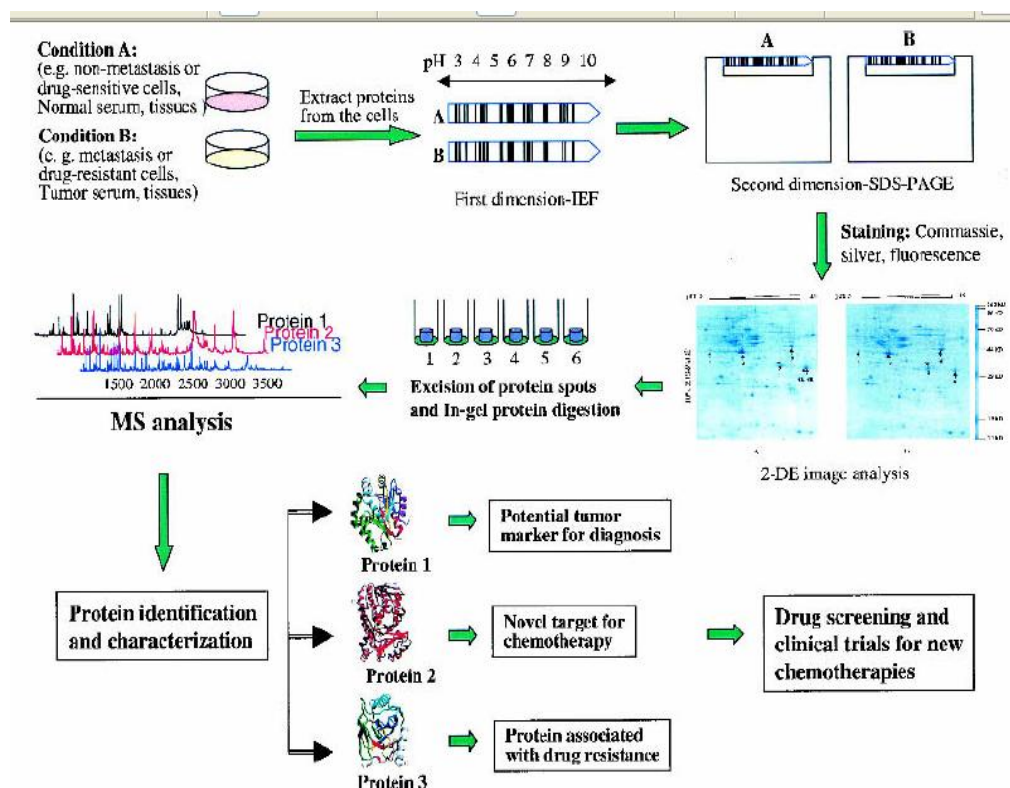 Condition A:
(e.g. non-metastasis or
drug-sensitive cells,
Normal serum, tissues)
Condition B:
(c. g. metastasis or
drug-resistant cells,
Tumor serum, tissues)
Extract proteins
from the cells
pH 3 4 5 6 7 8 9 10
A
B
First dimension-IEF
A
B
Second dimension-SDS-PAGE
Staining: Commassie,
silver, fluorescence
2-DE image analysis
1 2 3 4 5 6
Excision of protein spots
and In-gel protein digestion
Protein 1
Protein 2
Protein 3
1500 2000 2500 3000 3500
MS analysis
Protein identification
and characterization
Protein 1
Potential tumor
marker for diagnosis
Protein 2
Novel target for
chemotherapy
Protein 3
Protein associated
with drug resistance
Drug screening and
clinical trials for new
chemotherapies